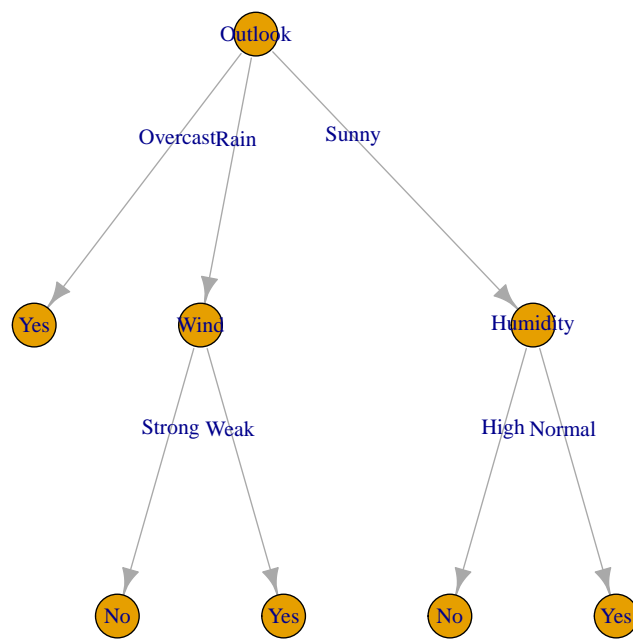 Outlook
Overcast
Rain
Sunny
Yes
Wind
Humidity
Strong
Weak
High
Normal
No
Yes
No
Yes